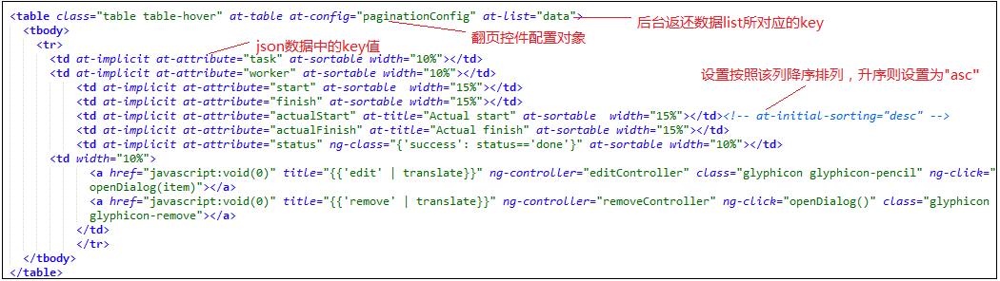 <table class="table table-hover" at-table at-config="paginationConfig" at-list="data">
后台返还数据list所对应的key
<tbody>
翻页控件配置对象
<tr>
json数据中的key值
<td at-implicit at-attribute="task" at-sortable width="10%"></td>
<td at-implicit at-attribute="worker" at-sortable width="10%"></td>
设置按照该列降序排列，升序则设置为"asc"
<td at-implicit at-attribute="start" at-sortable  width="15%"></td>
<td at-implicit at-attribute="finish" at-sortable width="15%"></td>
<td at-implicit at-attribute="actualStart" at-title="Actual start" at-sortable  width="15%"></td><!-- at-initial-sorting="desc" -->
<td at-implicit at-attribute="actualFinish" at-title="Actual finish" at-sortable width="15%"></td>
<td at-implicit at-attribute="status" ng-class="{'success': status=='done'}" at-sortable width="10%"></td>
<td width="10%">
<a href="javascript:void(0)" title="{{'edit' | translate}}" ng-controller="editController" class="glyphicon glyphicon-pencil" ng-click="
openDialog(item)"></a>
<a href="javascript:void(0)" title="{{'remove' | translate}}" ng-controller="removeController" ng-click="openDialog()" class="glyphicon
glyphicon-remove"></a>
</td>
</tr>
</tbody>
</table>